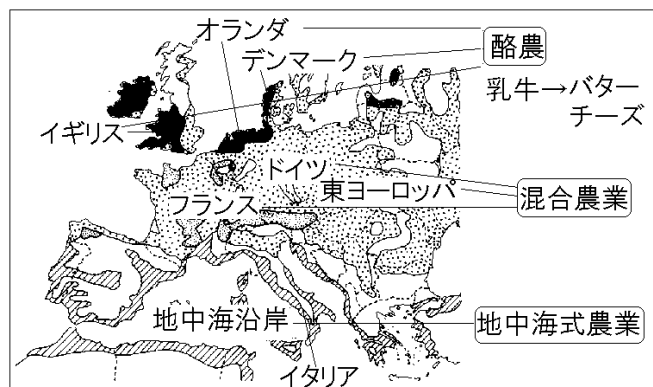 オランダ
デンマーク
酪農
乳牛→バター
チーズ
イギリス
ドイツ
東ヨーロッパ
フランス
混合農業
地中海沿岸
地中海式農業
イタリア